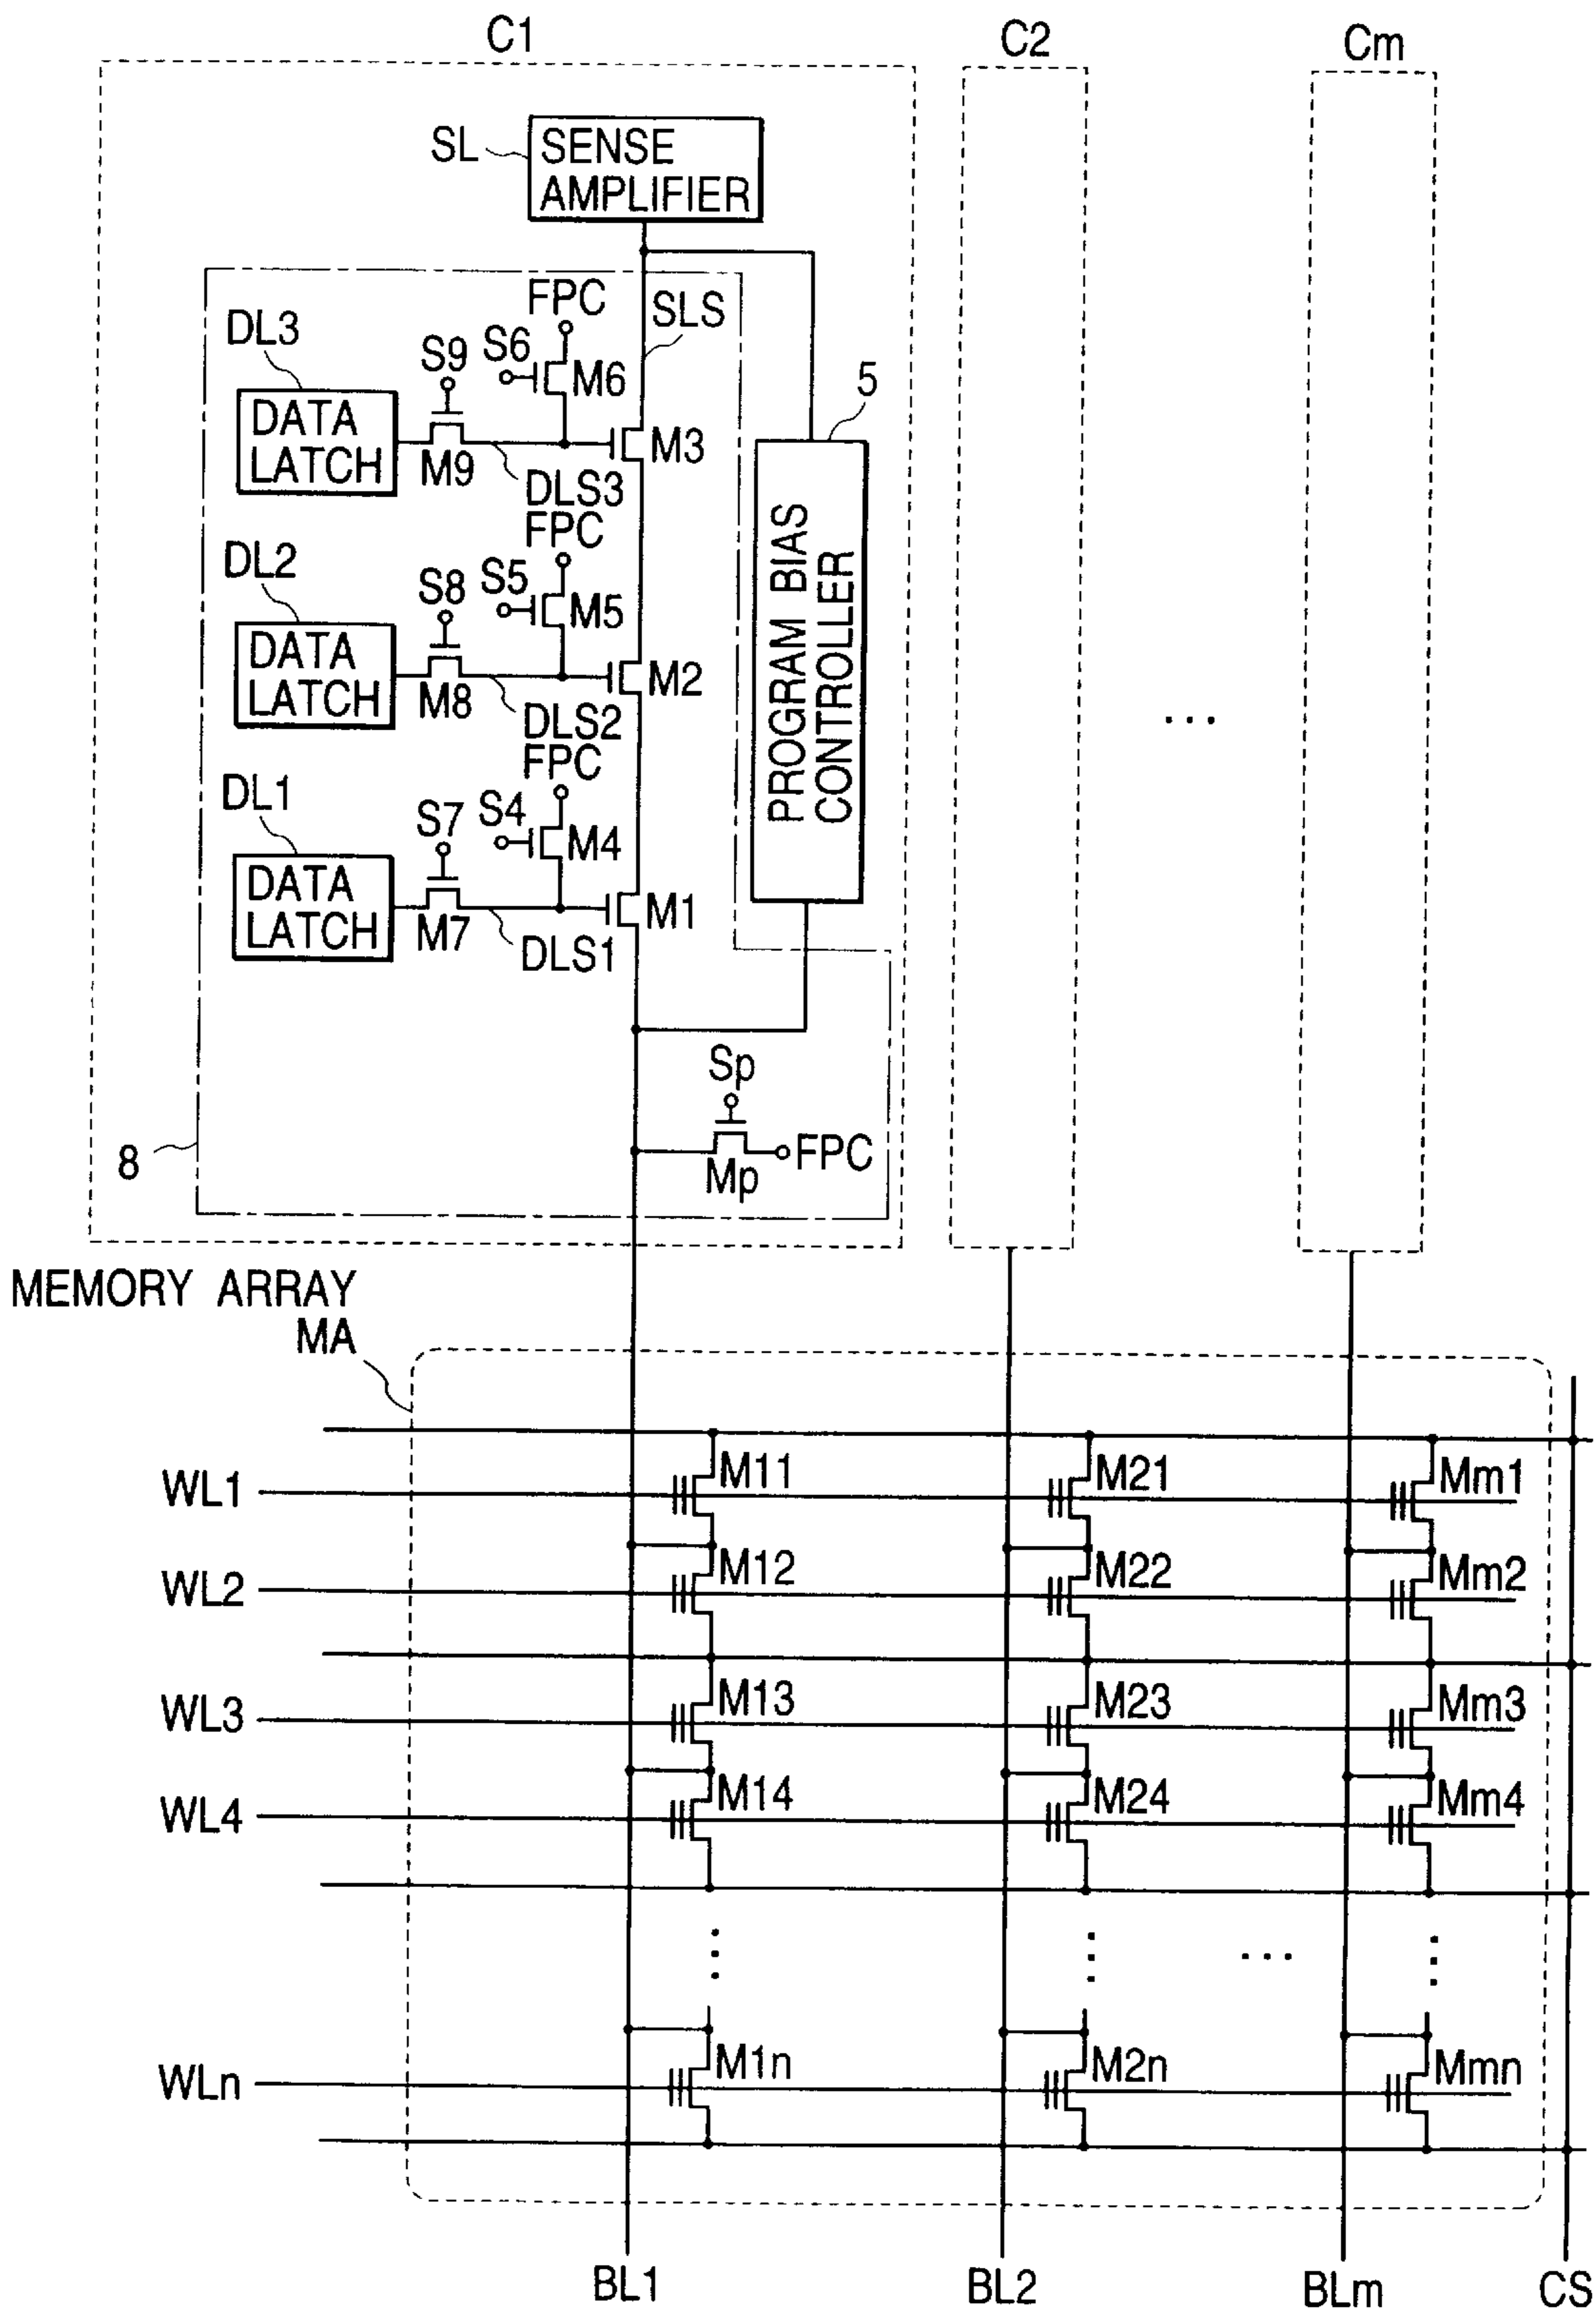 C1
C2
Cm
SL
SENSE
AMPLIFIER
FPC
SLS
DL3
S9
S6
M6
5
DATA
LATCH
M9
M3
DLS3
FPC
DL2
S8
S5
M5
PROGRAM BIAS
CONTROLLER
DATA
LATCH
M8
M2
DLS2
...
FPC
DL1
S7
S4
M4
DATA
LATCH
M7
M1
DLS1
Sp
8
Mp
FPC
MEMORY ARRAY
MA
WL1
M11
M21
Mm1
WL2
M12
M22
Mm2
WL3
M13
M23
Mm3
WL4
M14
M24
Mm4
...
WLn
M1n
M2n
Mmn
BL1
BL2
BLm
CS